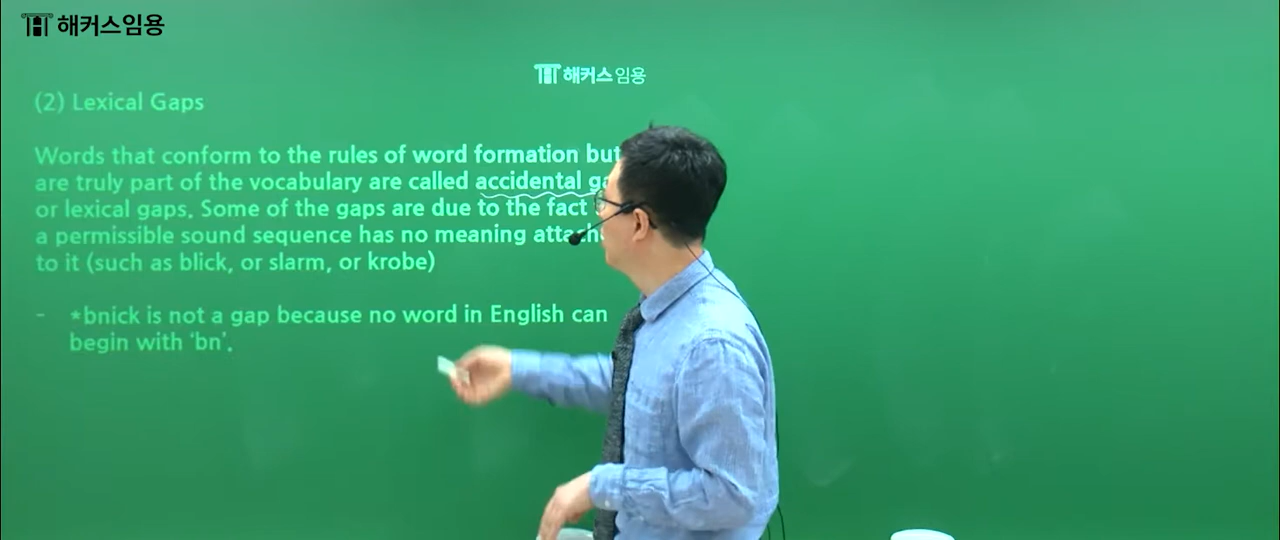 해커스임용
해커스임용
(2) Lexical Gaps
Words that conform to the rules of word formation but
are truly part of the vocabulary are called accidental
or lexical gaps. Some of the gaps are due to the fact
a permissible sound sequence has no meaning
to it (such as blick, or slarm, or krobe)
- *bnick is not a gap because no word in English can
begin with ‘bn’.